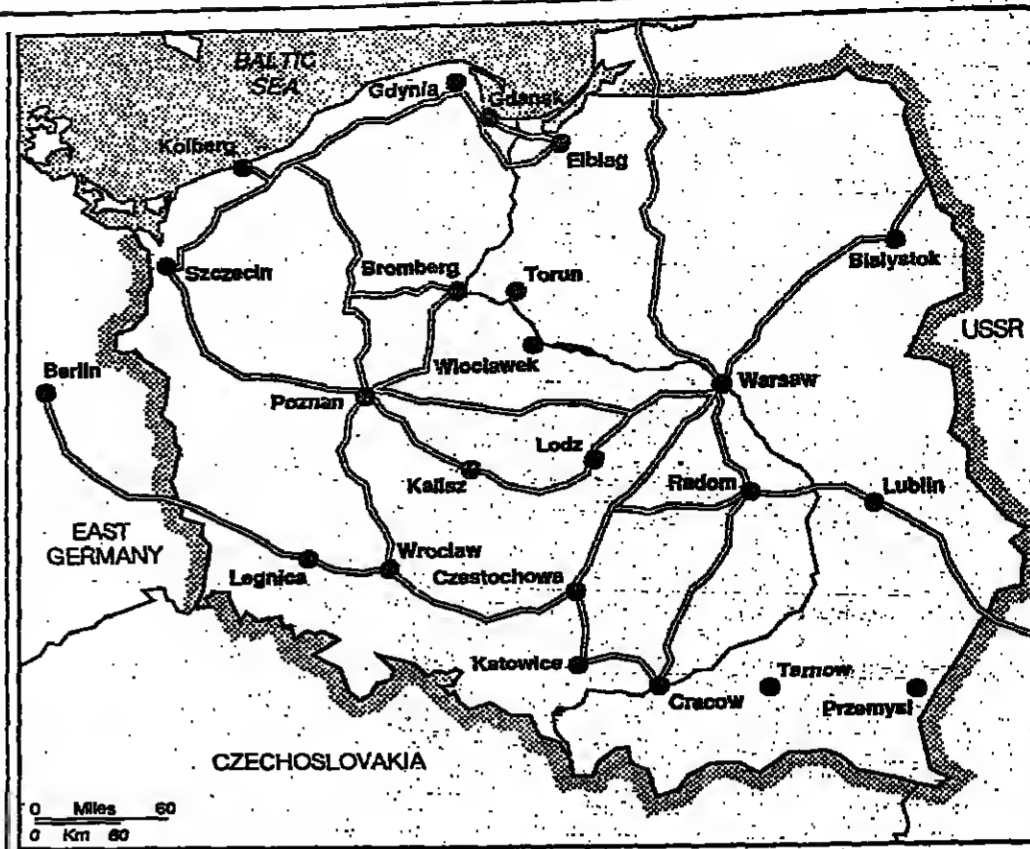 BALTIC
SEA
Gdynia
Gdansk
Kolberg
Elblag
Szczecin
Bromberg
Torun
Bialystok
USSR
Wloclawek
Berlin
Poznan
Warsaw
Lodz
Kalisz
Radom
Lublin
EAST
GERMANY
Wroclaw
Legnica
Czestochowa
Katowice
Cracow
Tarnow
Przemysl
CZECHOSLOVAKIA
0 Miles 60
0 Km 60